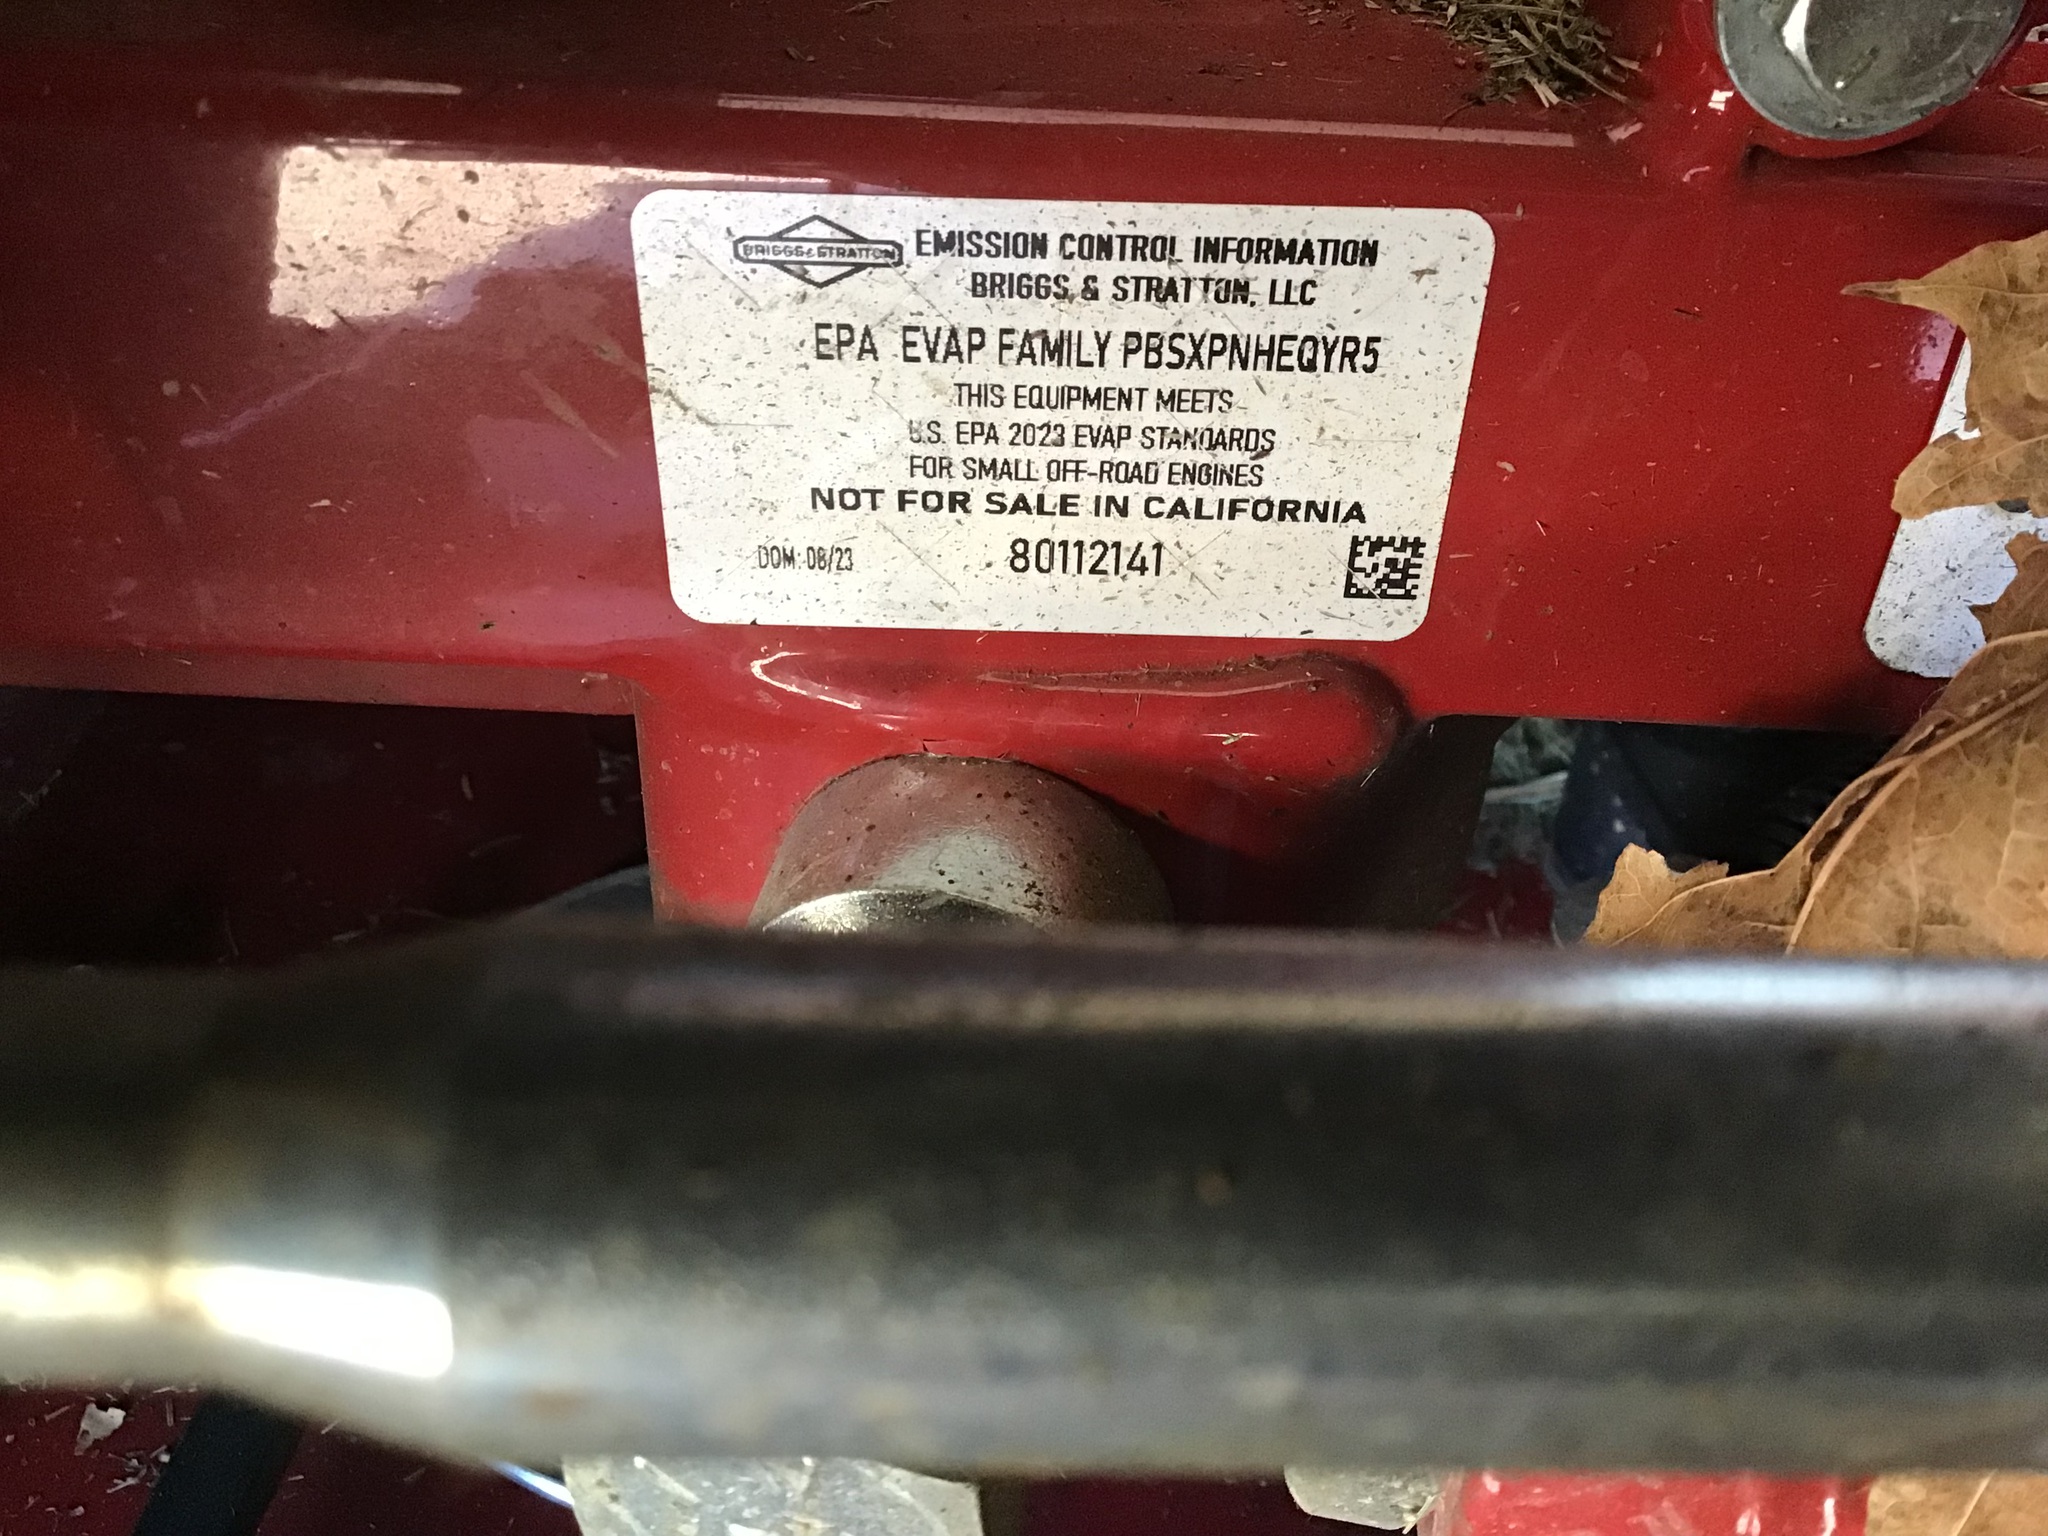 BRIGGS & STRATTON
EMISSION CONTROL INFORMATION
BRIGGS & STRATTON, LLC
EPA EVAP FAMILY PBSXPNHEQYR5
THIS EQUIPMENT MEETS
U.S. EPA 2023 EVAP STANDARDS
FOR SMALL OFF-ROAD ENGINES
NOT FOR SALE IN CALIFORNIA
DOM: 08/23 80112141